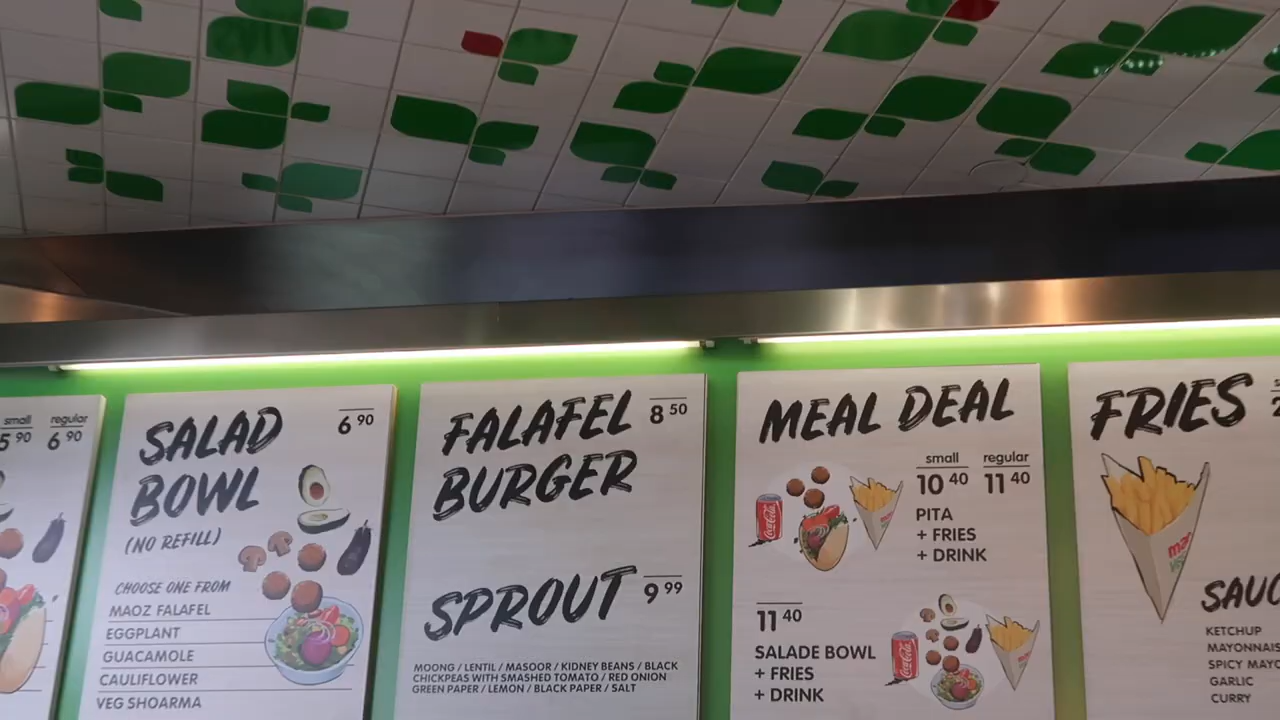 small regular
5 90 6 90
SALAD
BOWL
6 90
(NO REFILL)
CHOOSE ONE FROM
MAOZ FALAFEL
EGGPLANT
GUACAMOLE
CAULIFLOWER
VEG SHOARMA
FALAFEL
BURGER
8 50
SPROUT
9 99
MOONG / LENTIL / MASOOR / KIDNEY BEANS / BLACK
CHICKPEAS WITH SMASHED TOMATO / RED ONION
GREEN PAPER / LEMON / BLACK PAPER / SALT
MEAL DEAL
small regular
10 40 11 40
PITA
+ FRIES
+ DRINK
Coca-Cola
11 40
SALADE BOWL
+ FRIES
+ DRINK
FRIES
KETCHUP
MAYONNAIS
SPICY MAYO
GARLIC
CURRY